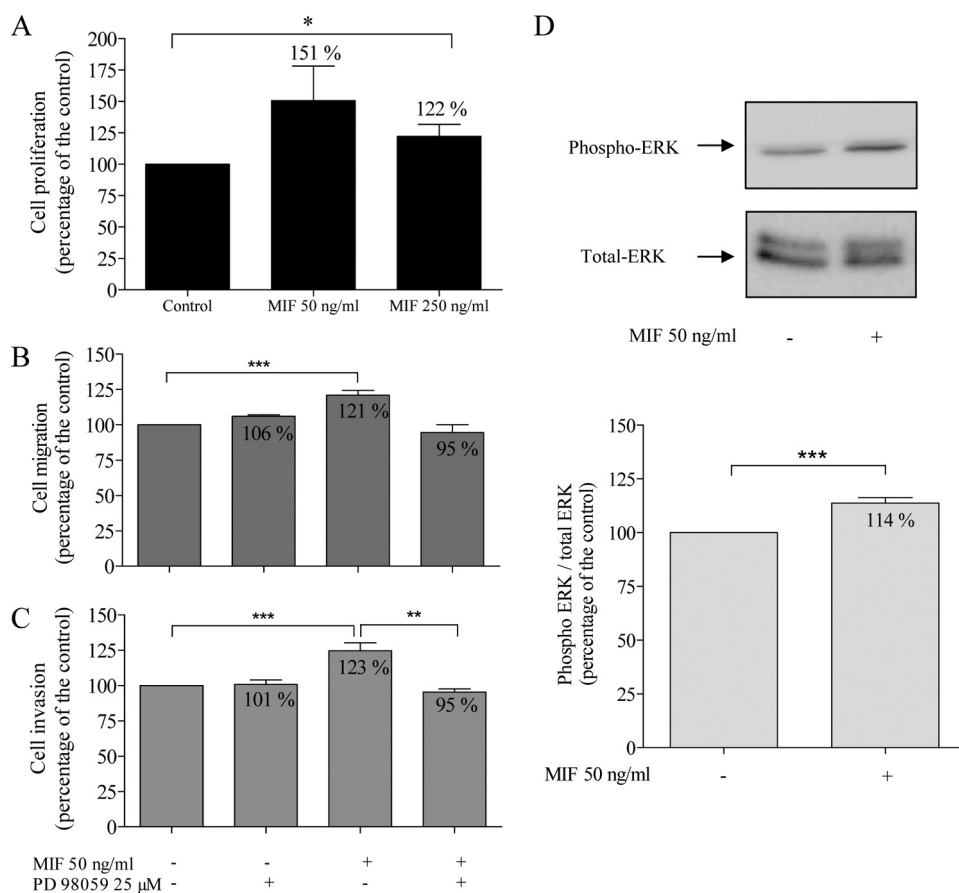 A
Cell proliferation
(percentage of the control)
200
175
150
125
100
75
50
25
0
*
151 %
122 %
Control
MIF 50 ng/ml
MIF 250 ng/ml
B
Cell migration
(percentage of the control)
150
125
100
75
50
25
0
***
106 %
121 %
95 %
C
Cell invasion
(percentage of the control)
150
125
100
75
50
25
0
***
**
101 %
123 %
95 %
MIF 50 ng/ml - - + +
PD 98059 25 µM - + - +
D
Phospho-ERK
Total-ERK
MIF 50 ng/ml - +
Phospho ERK / total ERK
(percentage of the control)
150
125
100
75
50
25
0
***
114 %
MIF 50 ng/ml - +